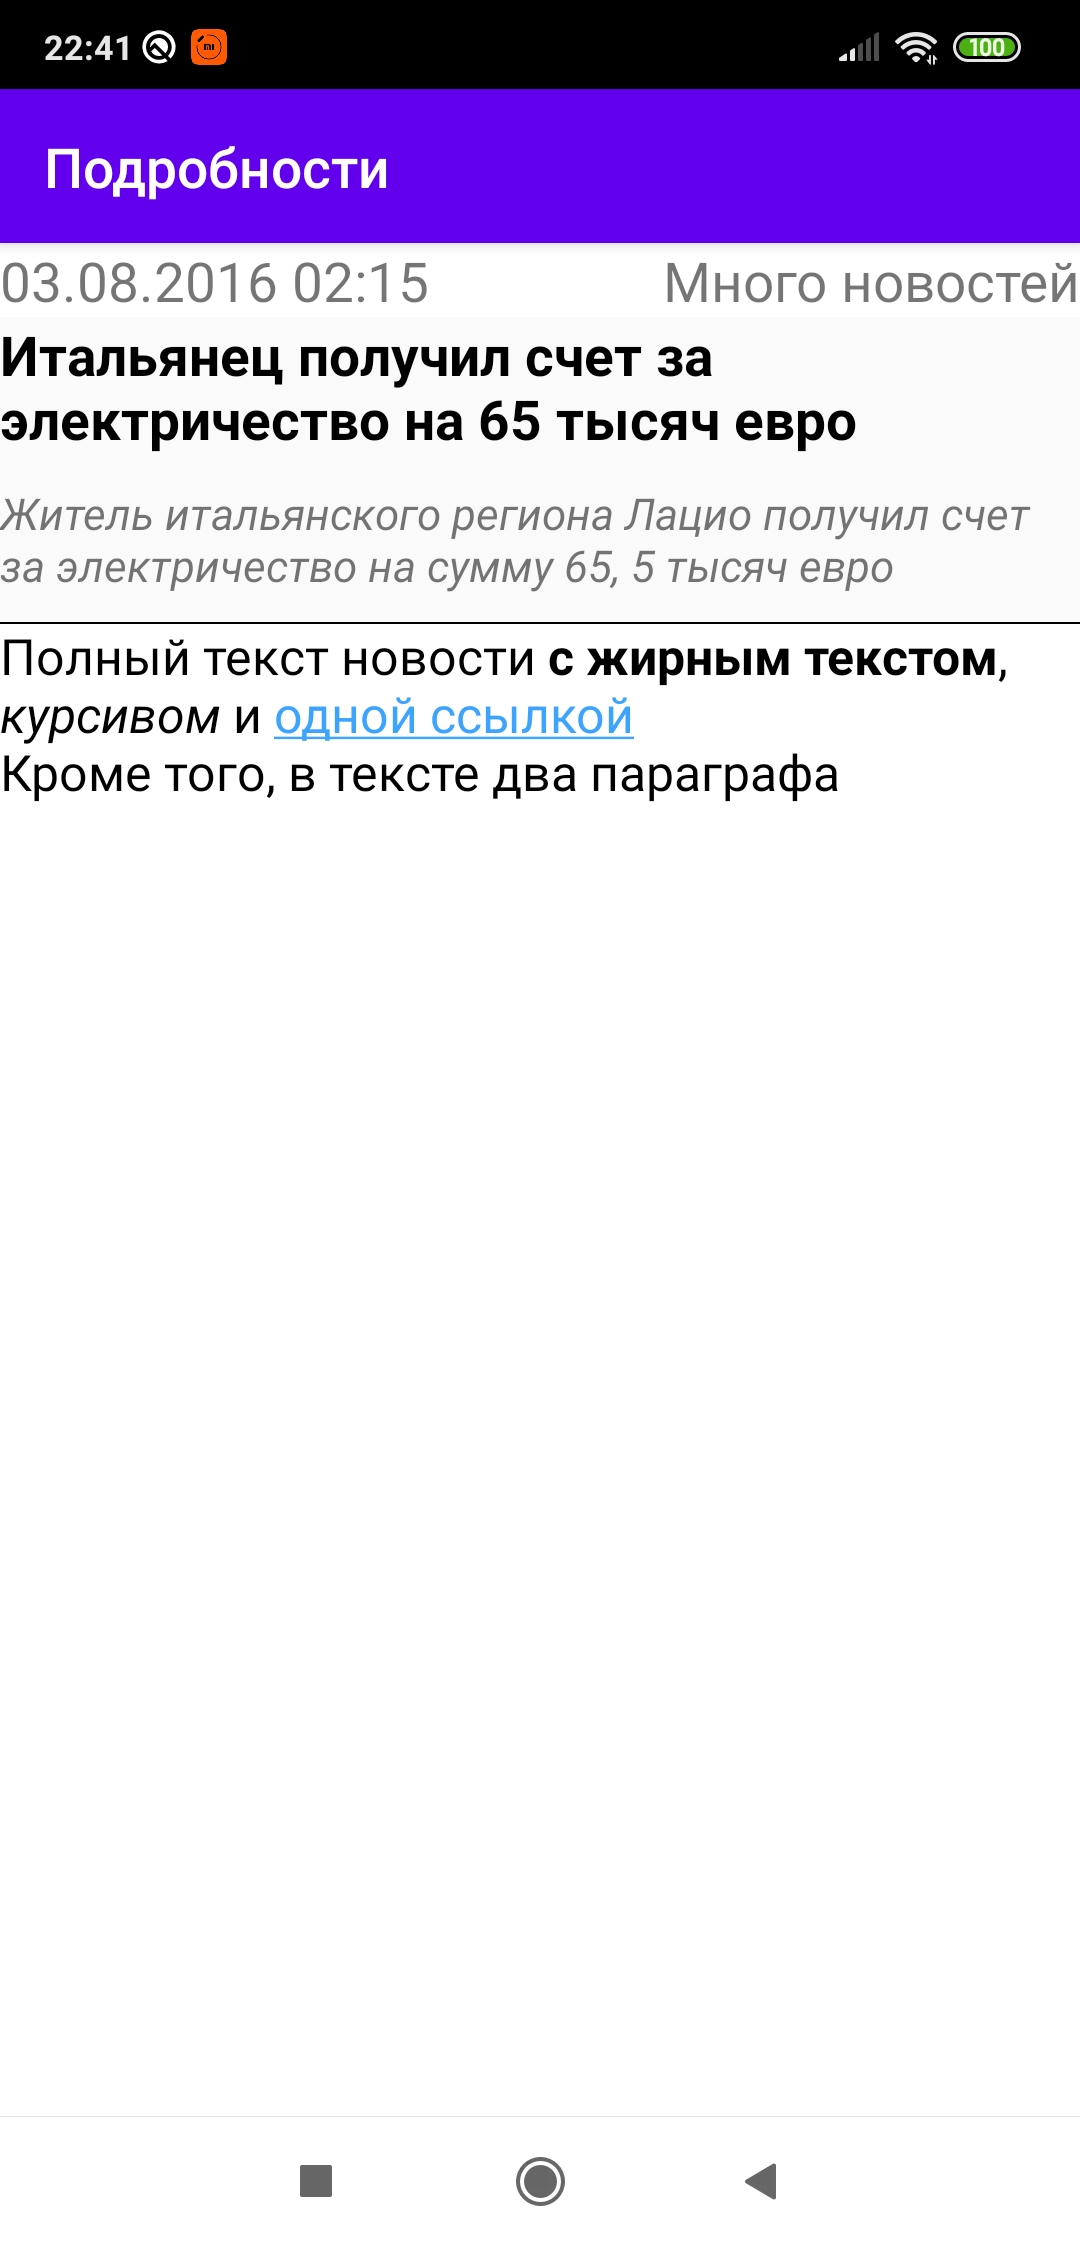 22:41
100
Подробности
03.08.2016 02:15 Много новостей
Итальянец получил счет за
электричество на 65 тысяч евро
Житель итальянского региона Лацио получил счет
за электричество на сумму 65, 5 тысяч евро
Полный текст новости с жирным текстом,
курсивом и одной ссылкой
Кроме того, в тексте два параграфа